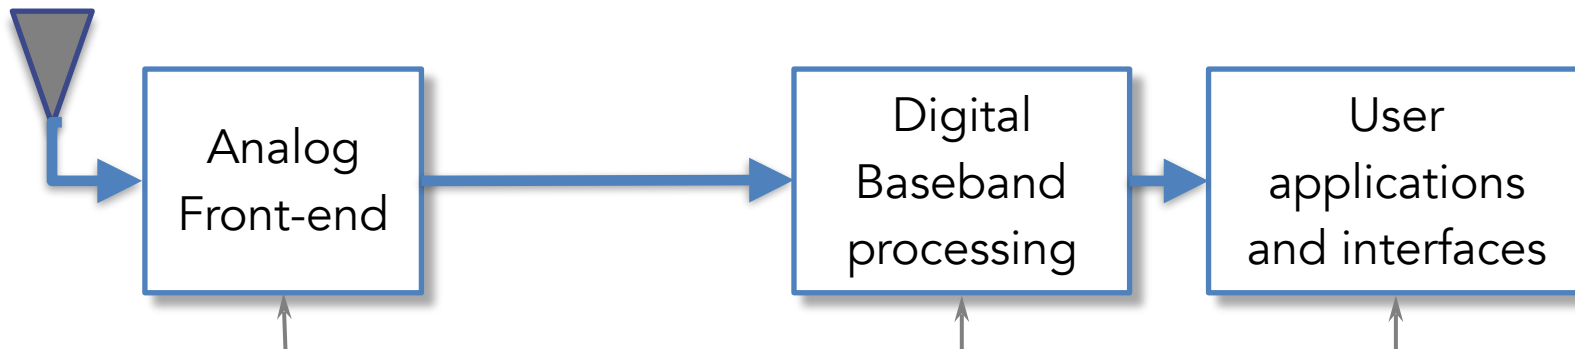 Analog
Front-end
Digital
Baseband
processing
User
applications
and interfaces